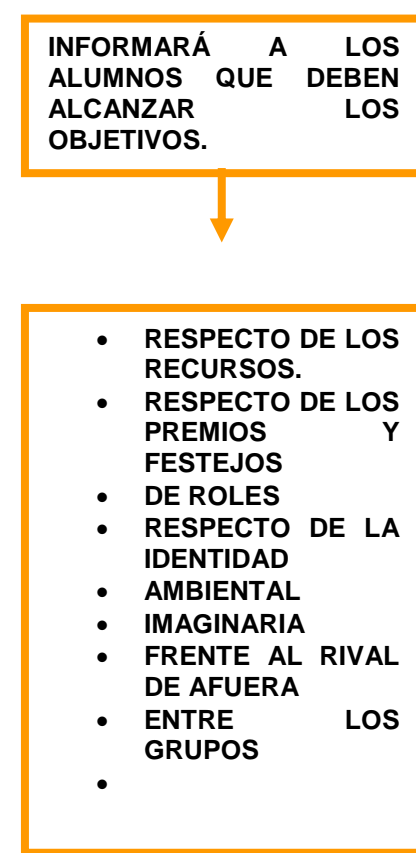 INFORMARÁ A LOS
ALUMNOS QUE DEBEN
ALCANZAR LOS
OBJETIVOS.
• RESPECTO DE LOS
RECURSOS.
• RESPECTO DE LOS
PREMIOS Y
FESTEJOS
• DE ROLES
• RESPECTO DE LA
IDENTIDAD
• AMBIENTAL
• IMAGINARIA
• FRENTE AL RIVAL
DE AFUERA
• ENTRE LOS
GRUPOS
•